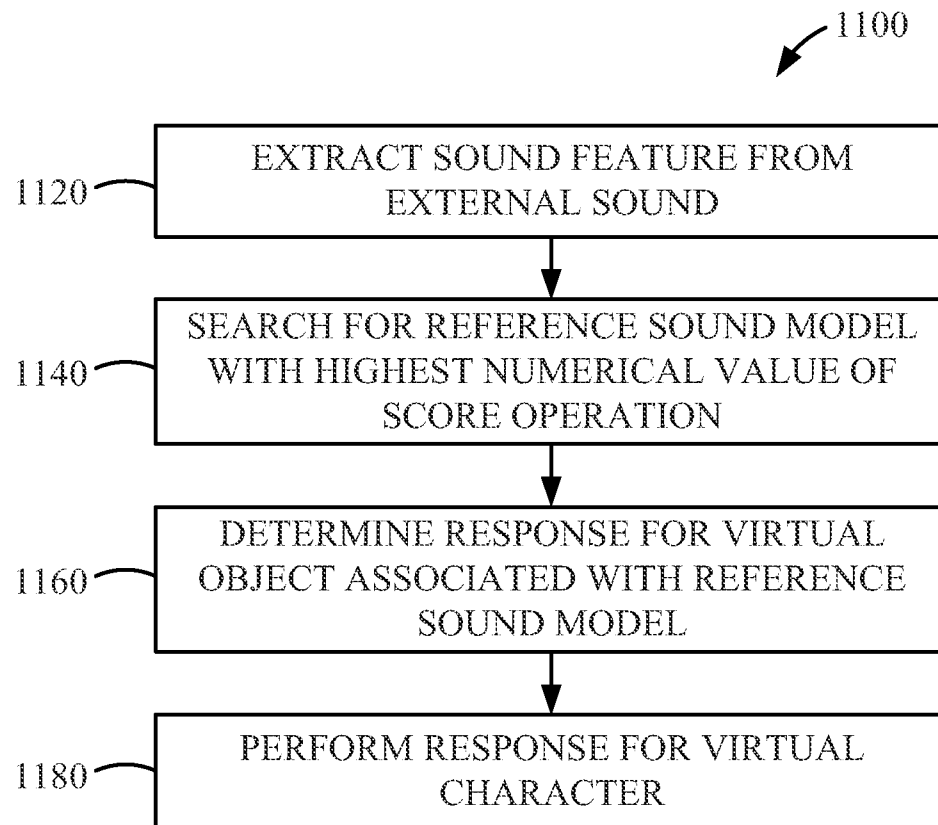 1100
1120
EXTRACT SOUND FEATURE FROM
EXTERNAL SOUND
1140
SEARCH FOR REFERENCE SOUND MODEL
WITH HIGHEST NUMERICAL VALUE OF
SCORE OPERATION
1160
DETERMINE RESPONSE FOR VIRTUAL
OBJECT ASSOCIATED WITH REFERENCE
SOUND MODEL
1180
PERFORM RESPONSE FOR VIRTUAL
CHARACTER